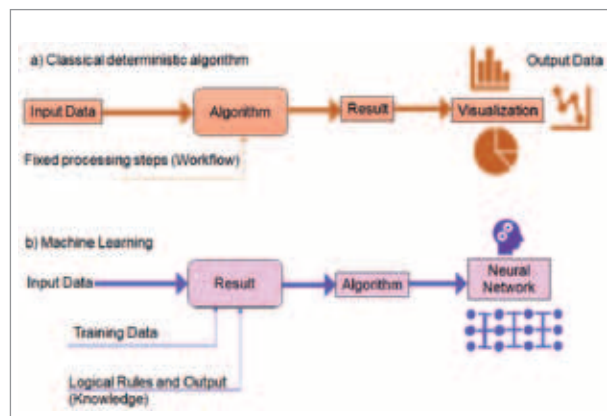 a) Classical deterministic algorithm
Output Data
Input Data
Algorithm
Result
Visualization
Fixed processing steps (Workflow)
b) Machine Learning
Input Data
Result
Algorithm
Neural
Network
Training Data
Logical Rules and Output
(Knowledge)